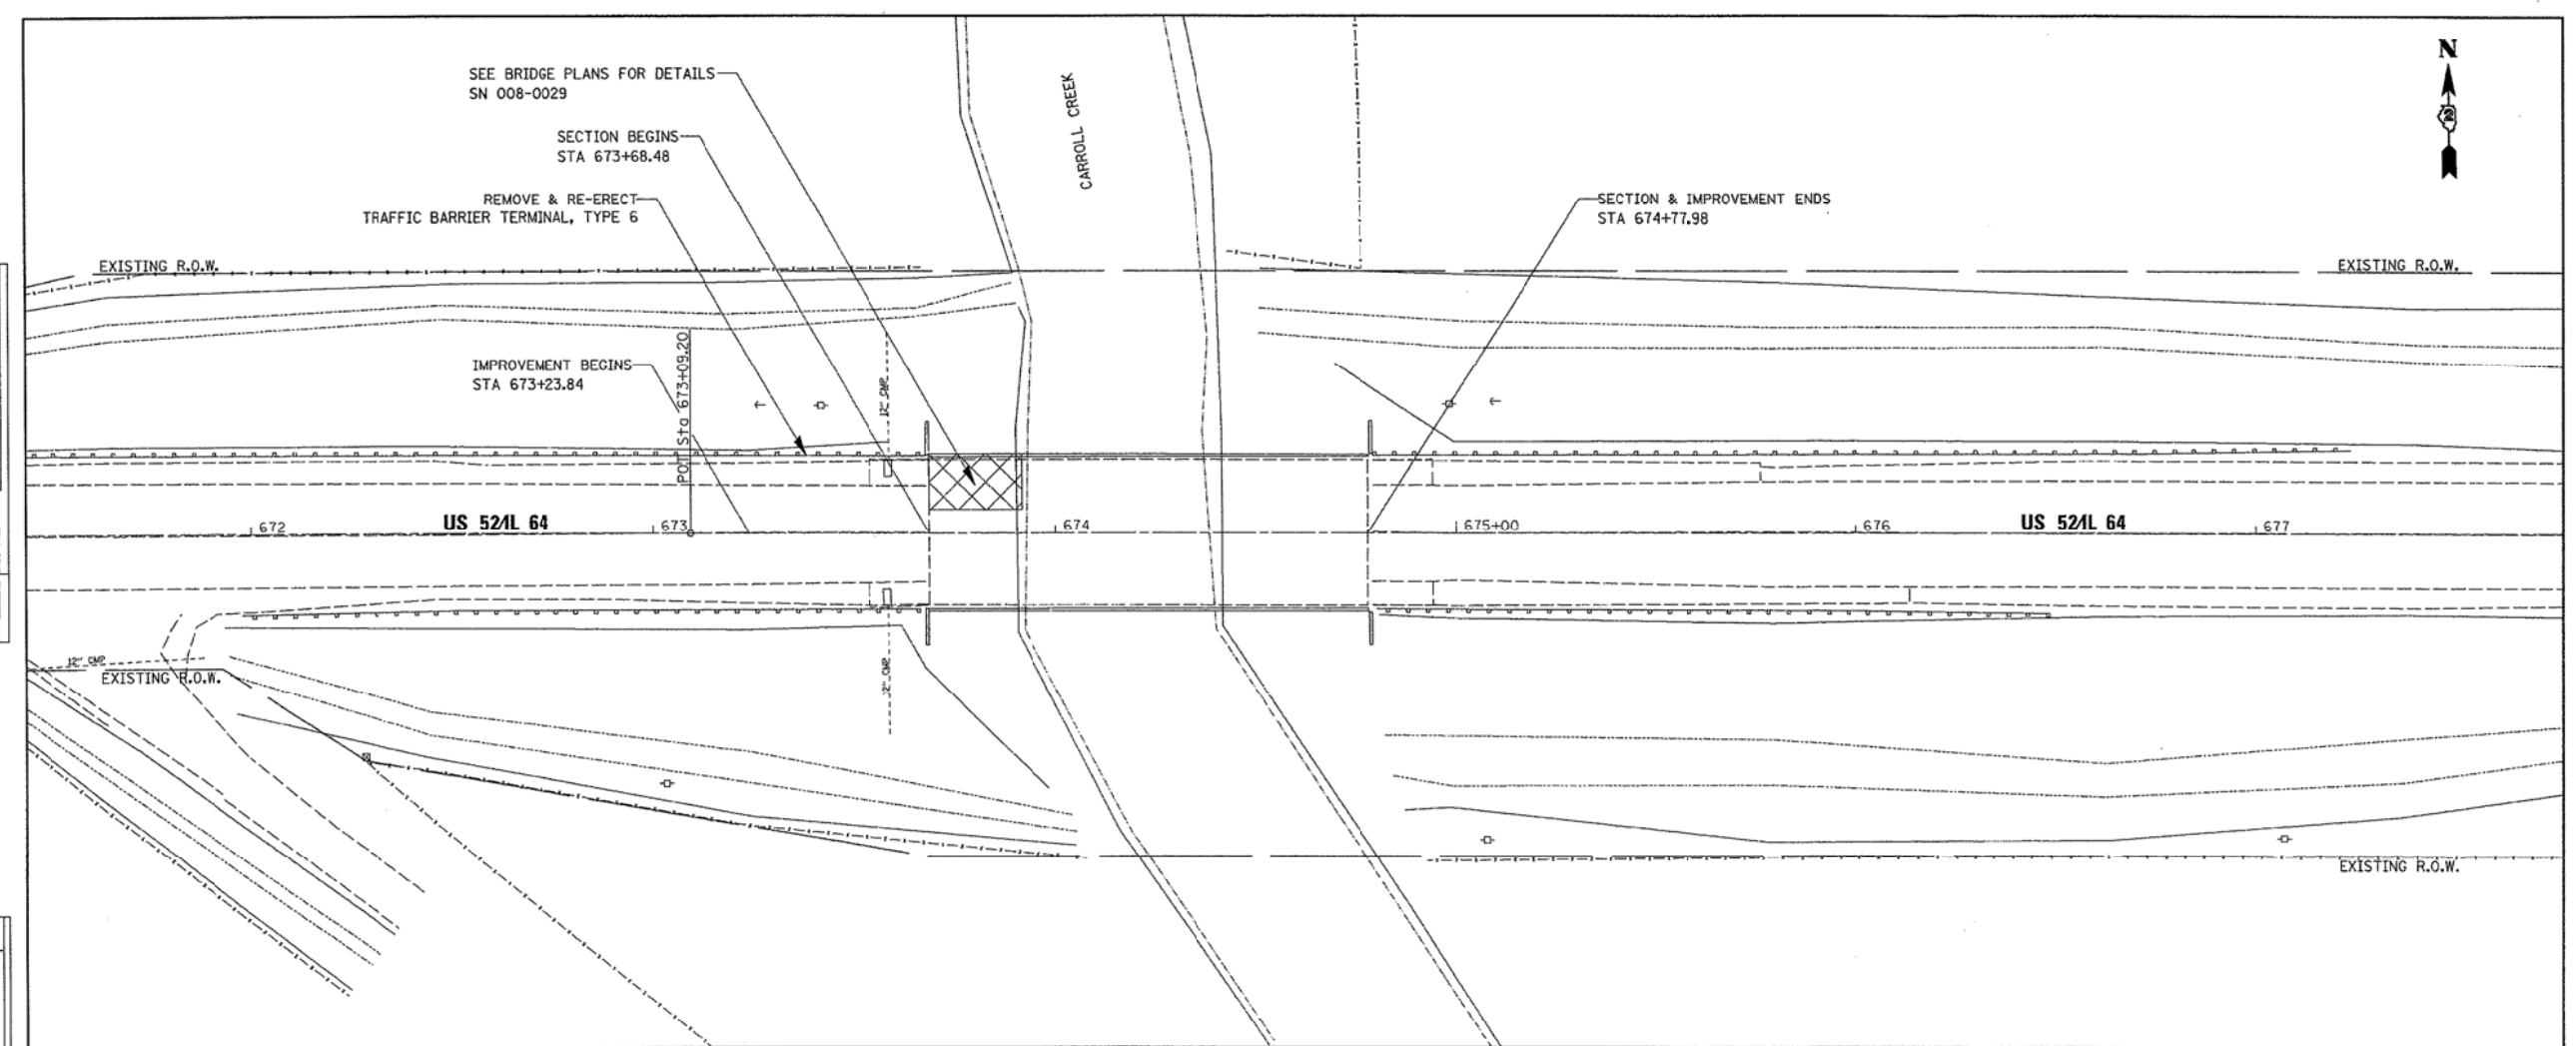 N
2
SEE BRIDGE PLANS FOR DETAILS
SN 008-0029
CARROLL CREEK
SECTION BEGINS
STA 673+68.48
REMOVE & RE-ERECT
TRAFFIC BARRIER TERMINAL, TYPE 6
SECTION & IMPROVEMENT ENDS
STA 674+77.98
EXISTING R.O.W.
EXISTING R.O.W.
IMPROVEMENT BEGINS
STA 673+23.84
POT Sta 673+09.20
12" CMP
672
US 52/IL 64
673
674
675+00
676
US 52/IL 64
677
12" CMP
EXISTING R.O.W.
12" CMP
EXISTING R.O.W.